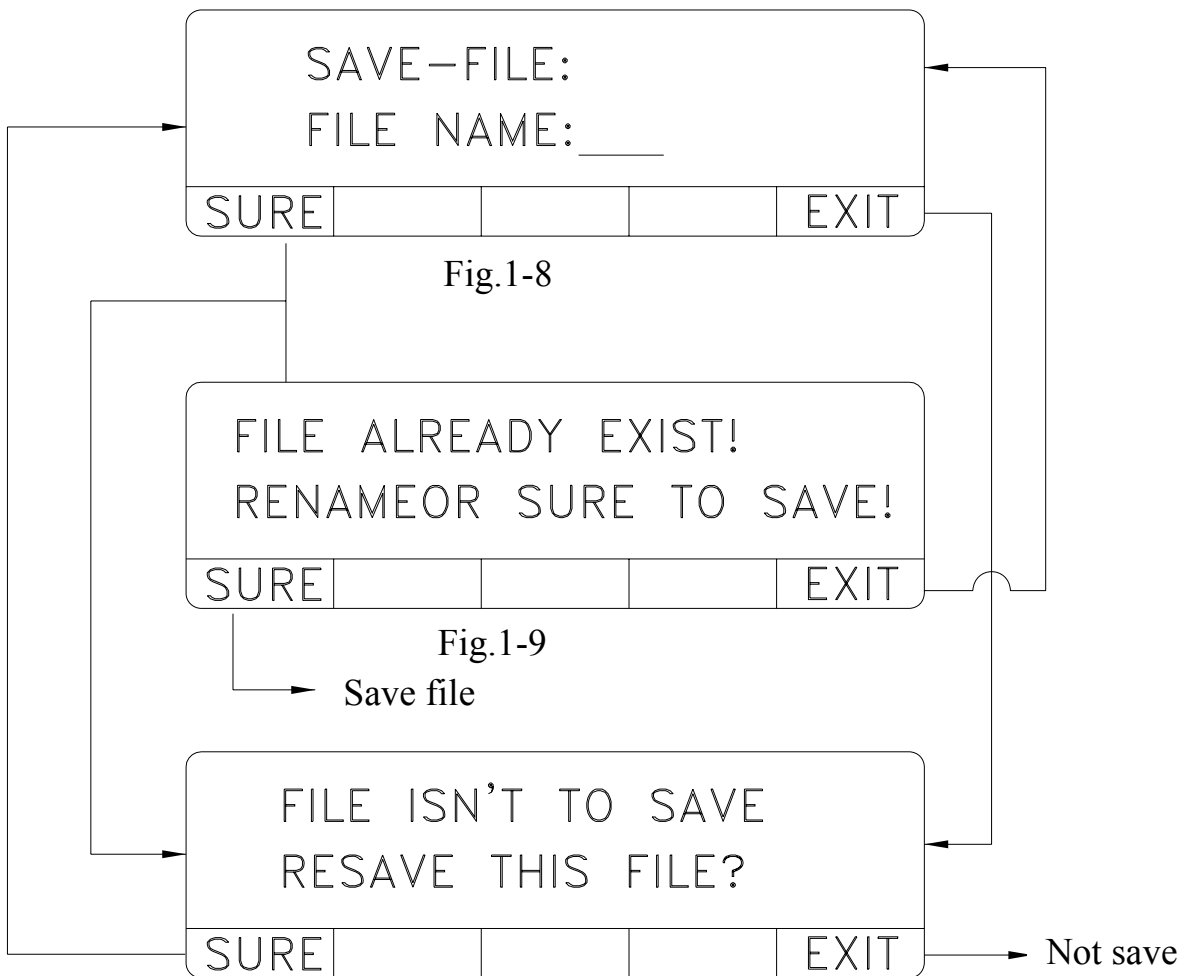 SAVE-FILE:
FILE NAME:____
SURE EXIT
Fig.1-8
FILE ALREADY EXIST!
RENAMEOR SURE TO SAVE!
SURE EXIT
Fig.1-9
Save file
FILE ISN'T TO SAVE
RESAVE THIS FILE?
SURE EXIT
Not save